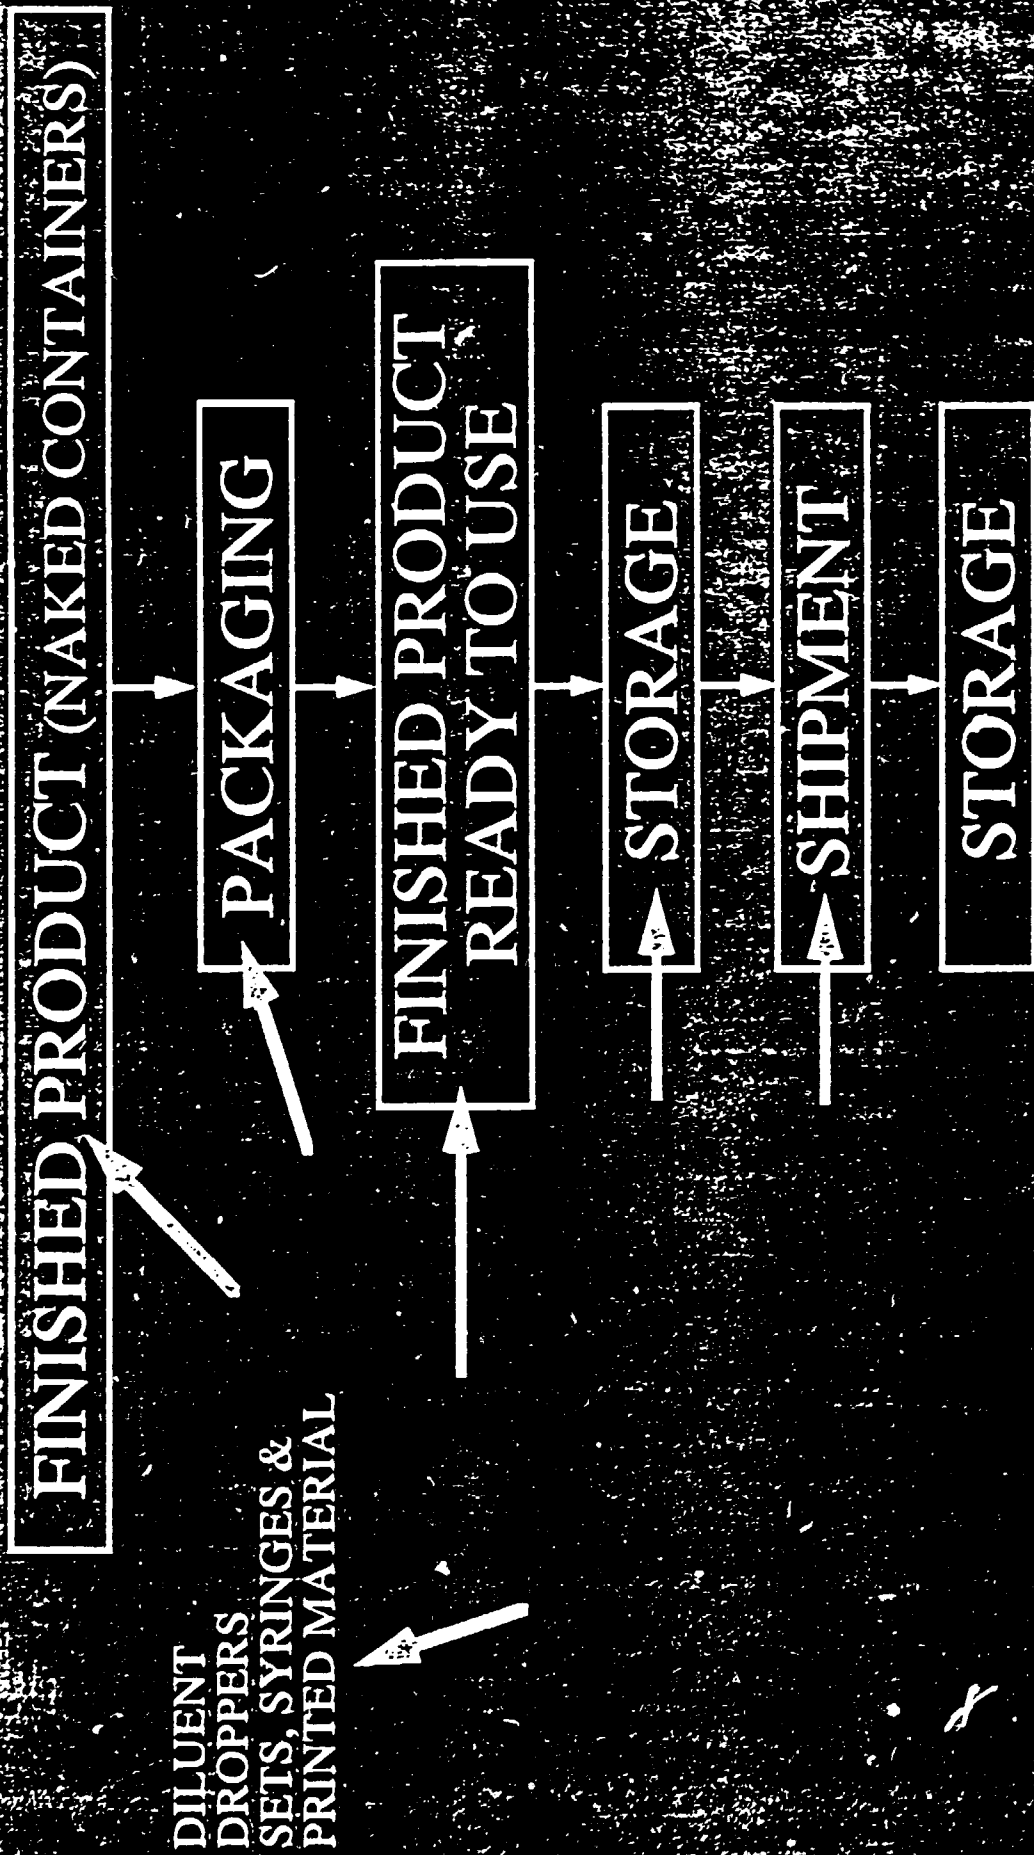 FINISHED PRODUCT (NAKED CONTAINERS)
DILUENT
DROPPERS
SETS, SYRINGES &
PRINTED MATERIAL
PACKAGING
FINISHED PRODUCT
READY TO USE
STORAGE
SHIPMENT
STORAGE